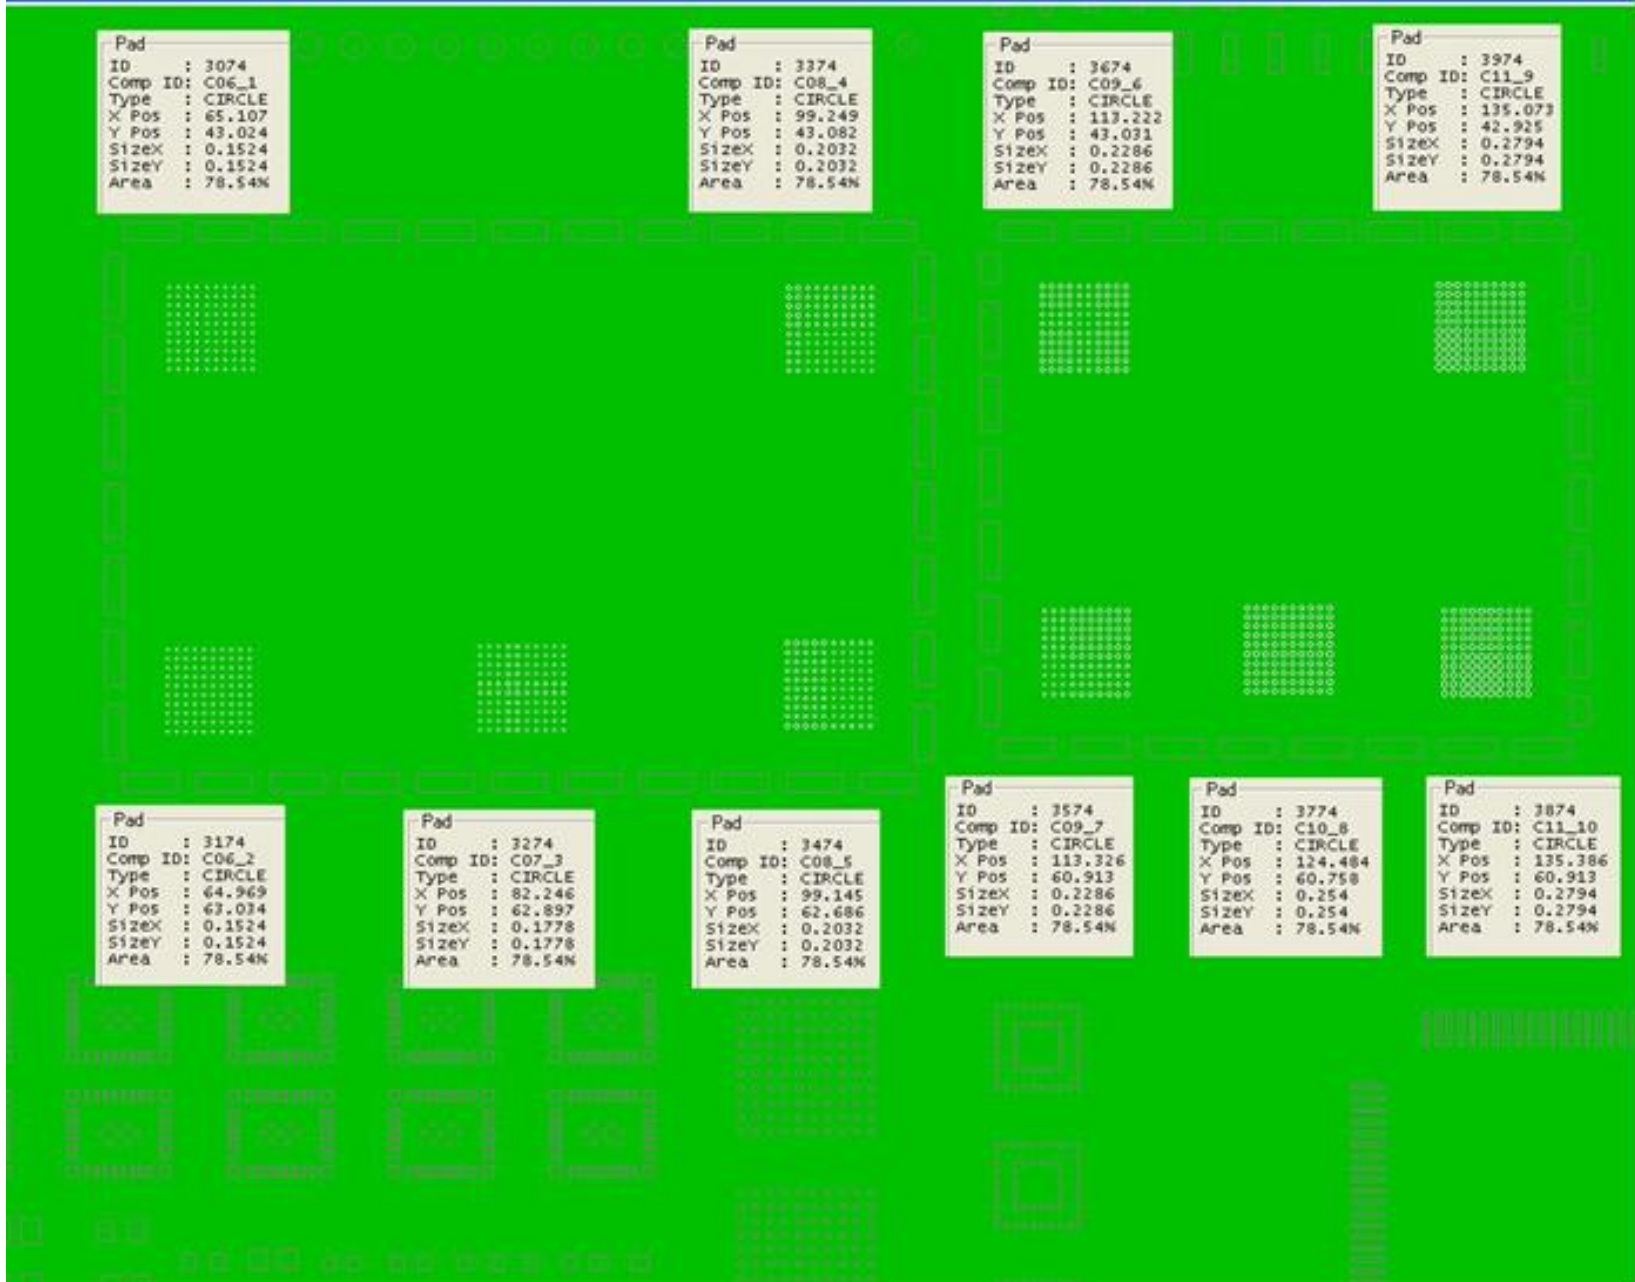 Pad
ID : 3074
Comp ID: C06_1
Type : CIRCLE
X Pos : 65.107
Y Pos : 43.024
SizeX : 0.1524
SizeY : 0.1524
Area : 78.54%
Pad
ID : 3374
Comp ID: C08_4
Type : CIRCLE
X Pos : 99.249
Y Pos : 43.082
SizeX : 0.2032
SizeY : 0.2032
Area : 78.54%
Pad
ID : 3674
Comp ID: C09_6
Type : CIRCLE
X Pos : 113.222
Y Pos : 43.031
SizeX : 0.2286
SizeY : 0.2286
Area : 78.54%
Pad
ID : 3974
Comp ID: C11_9
Type : CIRCLE
X Pos : 135.073
Y Pos : 42.925
SizeX : 0.2794
SizeY : 0.2794
Area : 78.54%
Pad
ID : 3174
Comp ID: C06_2
Type : CIRCLE
X Pos : 64.969
Y Pos : 63.034
SizeX : 0.1524
SizeY : 0.1524
Area : 78.54%
Pad
ID : 3274
Comp ID: C07_3
Type : CIRCLE
X Pos : 82.246
Y Pos : 62.897
SizeX : 0.1778
SizeY : 0.1778
Area : 78.54%
Pad
ID : 3474
Comp ID: C08_5
Type : CIRCLE
X Pos : 99.145
Y Pos : 62.686
SizeX : 0.2032
SizeY : 0.2032
Area : 78.54%
Pad
ID : 3574
Comp ID: C09_7
Type : CIRCLE
X Pos : 113.326
Y Pos : 60.913
SizeX : 0.2286
SizeY : 0.2286
Area : 78.54%
Pad
ID : 3774
Comp ID: C10_8
Type : CIRCLE
X Pos : 124.484
Y Pos : 60.758
SizeX : 0.254
SizeY : 0.254
Area : 78.54%
Pad
ID : 3874
Comp ID: C11_10
Type : CIRCLE
X Pos : 135.386
Y Pos : 60.913
SizeX : 0.2794
SizeY : 0.2794
Area : 78.54%